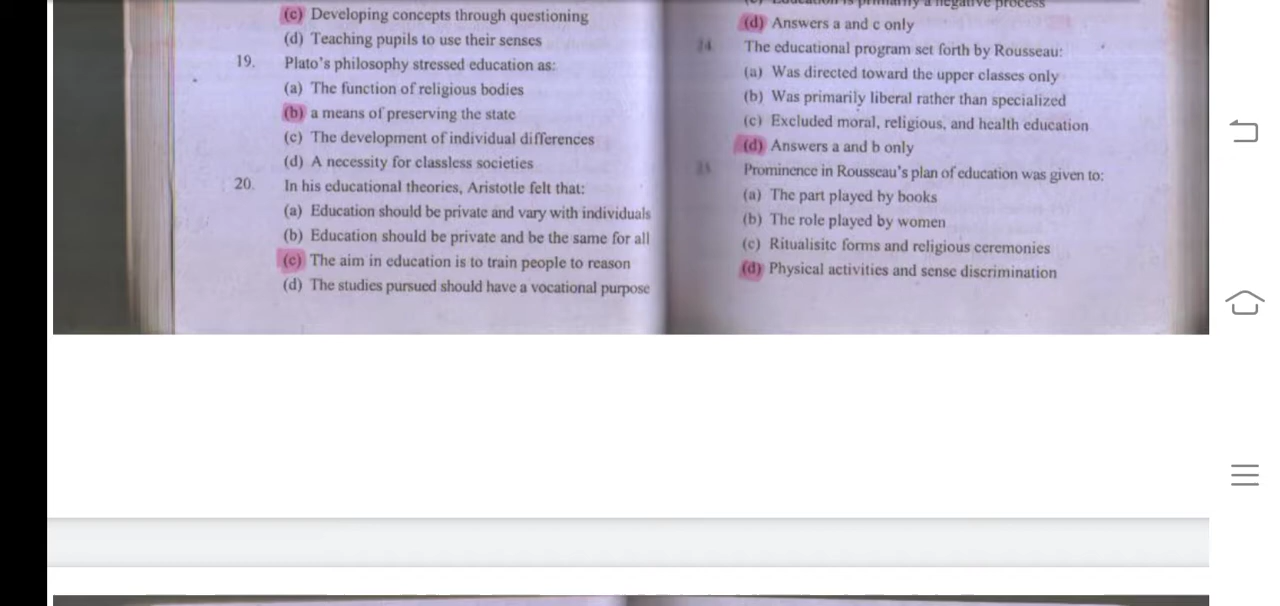 (c) Developing concepts through questioning
(d) Teaching pupils to use their senses
19. Plato's philosophy stressed education as:
(a) The function of religious bodies
(b) a means of preserving the state
(c) The development of individual differences
(d) A necessity for classless societies
20. In his educational theories, Aristotle felt that:
(a) Education should be private and vary with individuals
(b) Education should be private and be the same for all
(c) The aim in education is to train people to reason
(d) The studies pursued should have a vocational purpose
(c) Education is primarily a negative process
(d) Answers a and c only
24. The educational program set forth by Rousseau:
(a) Was directed toward the upper classes only
(b) Was primarily liberal rather than specialized
(c) Excluded moral, religious, and health education
(d) Answers a and b only
25. Prominence in Rousseau's plan of education was given to:
(a) The part played by books
(b) The role played by women
(c) Ritualisitc forms and religious ceremonies
(d) Physical activities and sense discrimination